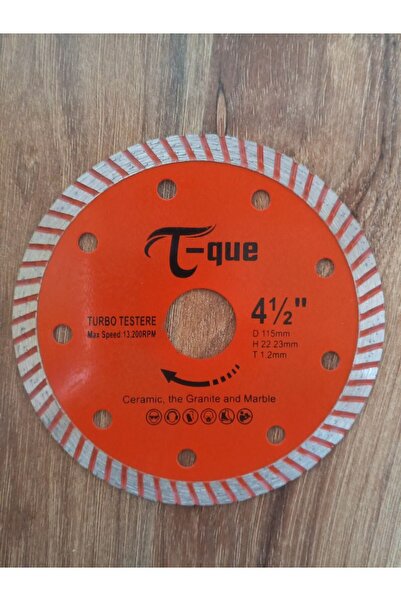 T-que
TURBO TESTERE
Max Speed:13,200RPM
4½"
D 115mm
H 22.23mm
T 1.2mm
Ceramic, the Granite and Marble